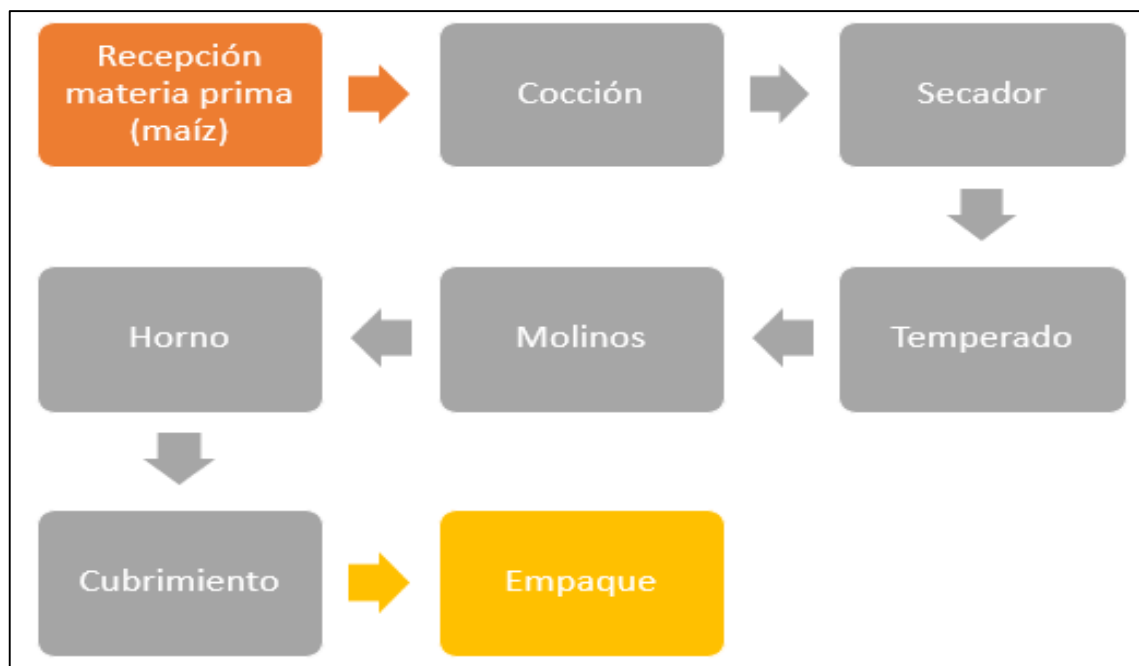 Recepción
materia prima
(maíz)
Cocción
Secador
Temperado
Molinos
Horno
Cubrimiento
Empaque